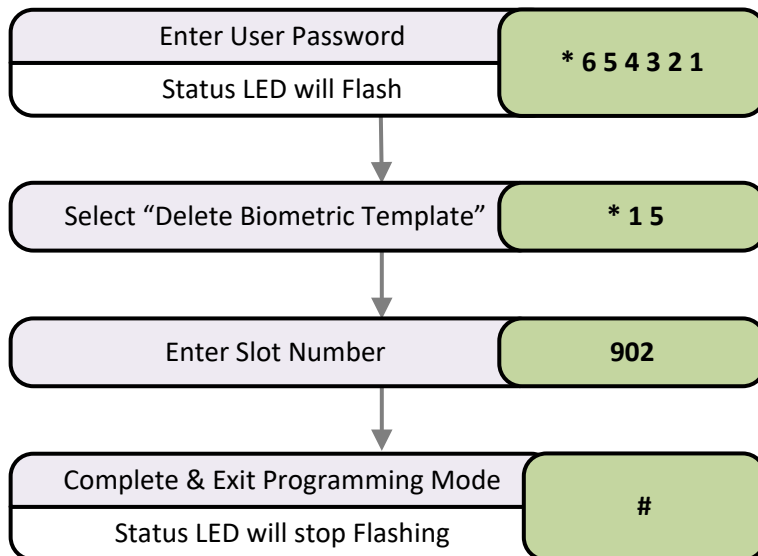 Enter User Password
* 6 5 4 3 2 1
Status LED will Flash
Select “Delete Biometric Template”
* 1 5
Enter Slot Number
902
Complete & Exit Programming Mode
#
Status LED will stop Flashing